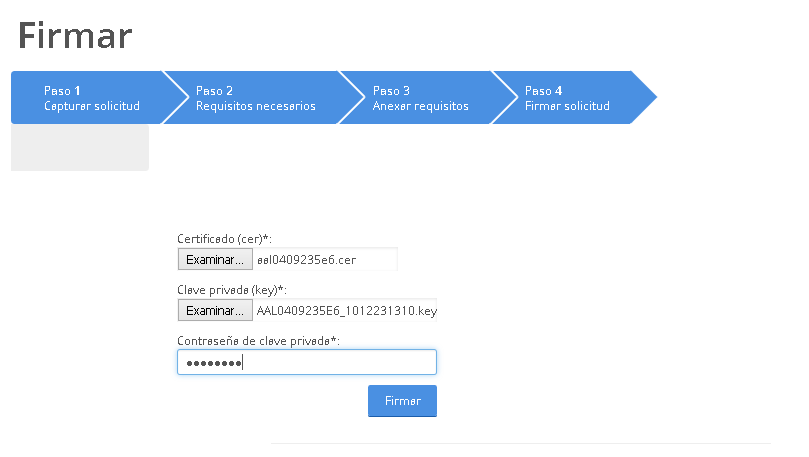 Firmar
Paso 1
Capturar solicitud
Paso 2
Requisitos necesarios
Paso 3
Anexar requisitos
Paso 4
Firmar solicitud
Certificado (cer)*:
Examinar... aal0409235e6.cer
Clave privada (key)*:
Examinar... AAL0409235E6_1012231310.key
Contraseña de clave privada*:
••••••••
Firmar